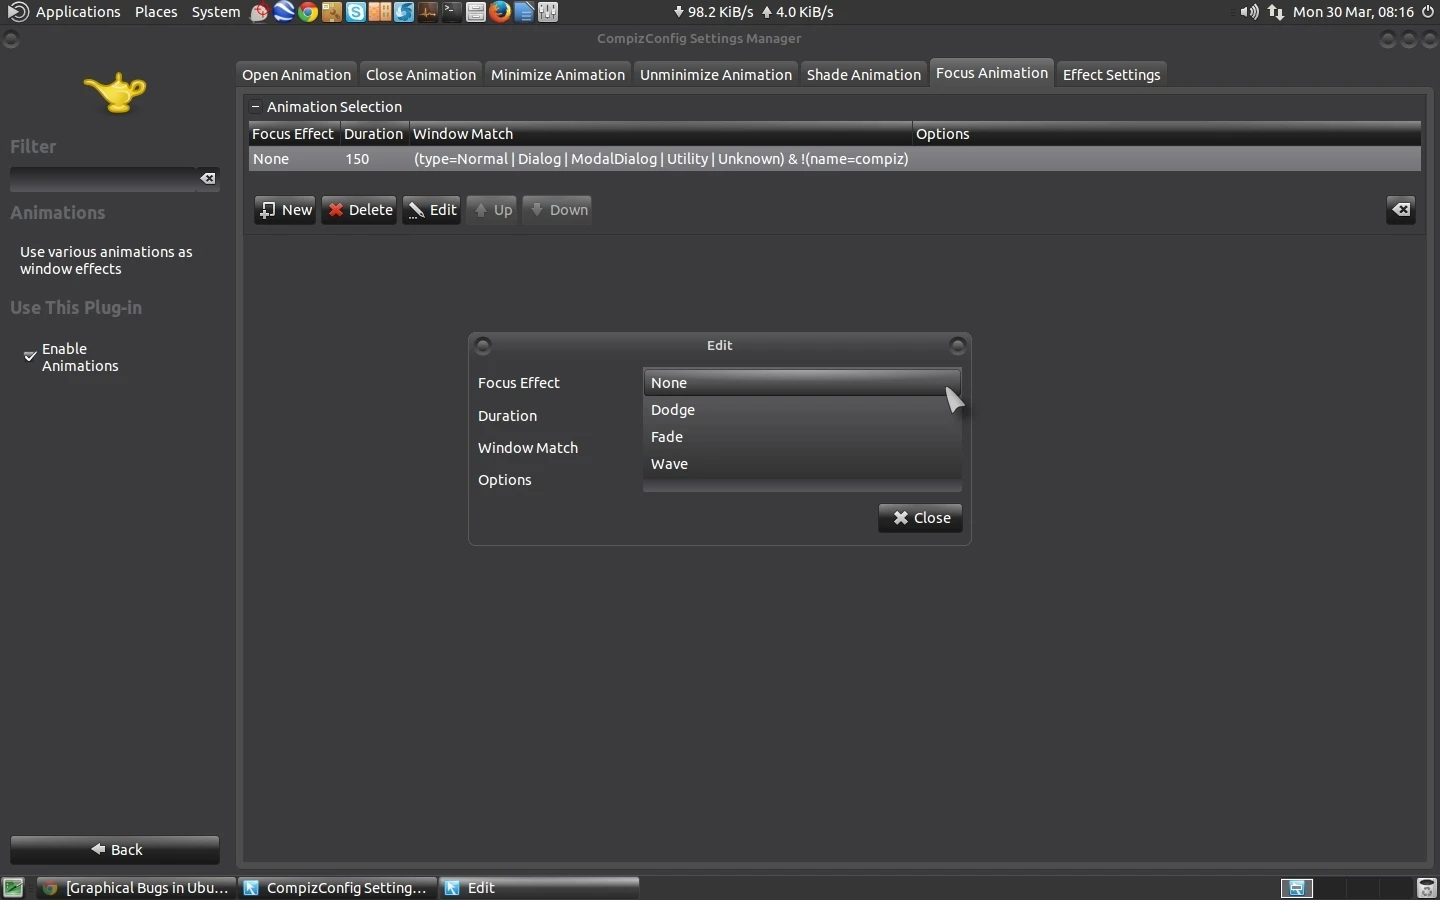 Applications Places System 98.2 KiB/s 4.0 KiB/s Mon 30 Mar, 08:16
CompizConfig Settings Manager
Open Animation Close Animation Minimize Animation Unminimize Animation Shade Animation Focus Animation Effect Settings
Animation Selection
Focus Effect Duration Window Match Options
None 150 (type=Normal | Dialog | ModalDialog | Utility | Unknown) & !(name=compiz)
New Delete Edit Up Down
Filter
Animations
Use various animations as
window effects
Use This Plug-in
Enable
Animations
Edit
Focus Effect None
Dodge
Duration
Fade
Window Match
Wave
Options
Close
Back
[Graphical Bugs in Ubu... CompizConfig Setting... Edit